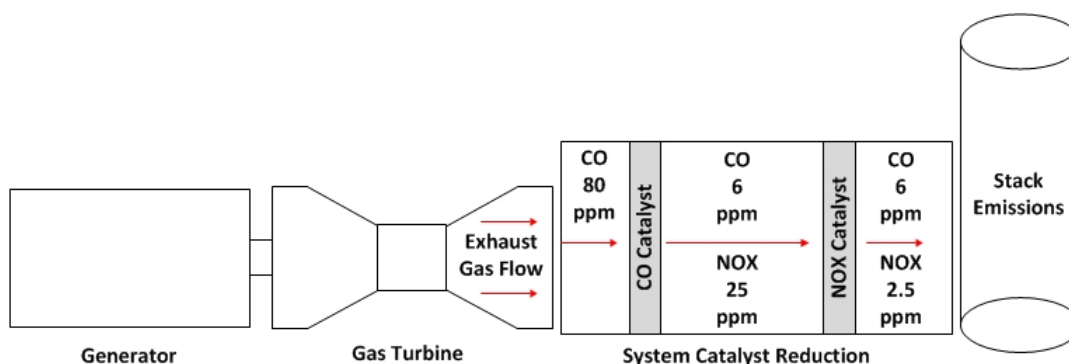 Generator
Gas Turbine
Exhaust
Gas Flow
CO
80
ppm
CO Catalyst
CO
6
ppm
NOX
25
ppm
NOX Catalyst
CO
6
ppm
NOX
2.5
ppm
System Catalyst Reduction
Stack
Emissions